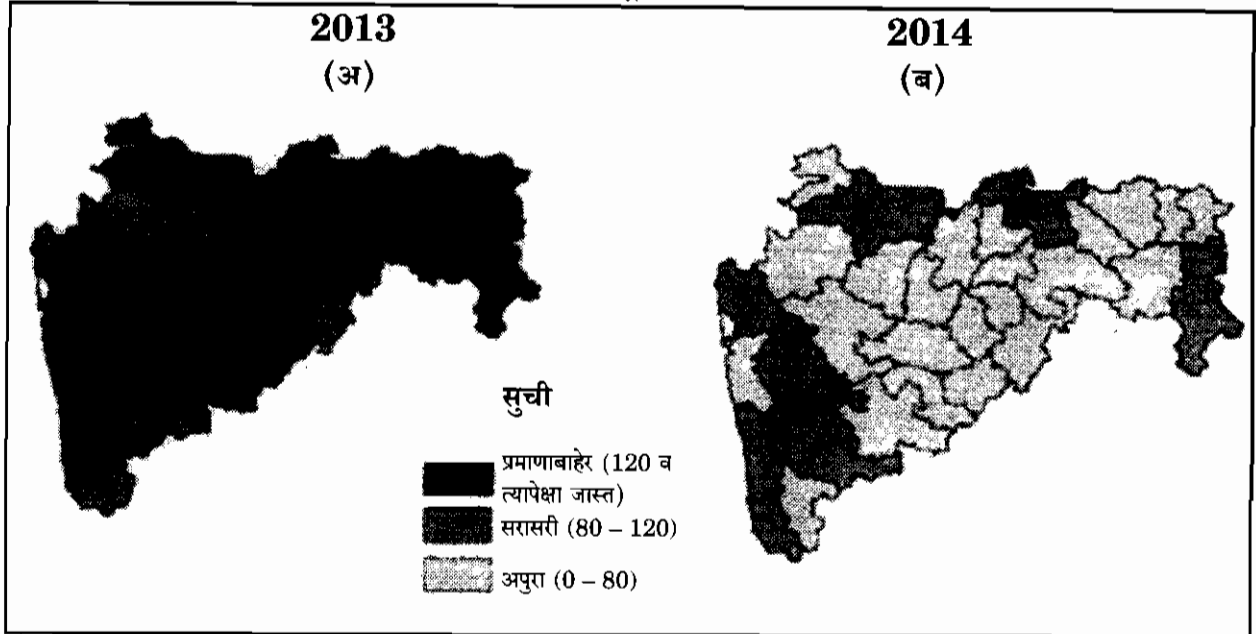 2013
(अ)
2014
(ब)
सुची
प्रमाणाबाहेर (120 व
त्यापेक्षा जास्त)
सरासरी (80 – 120)
अपुरा (0 – 80)